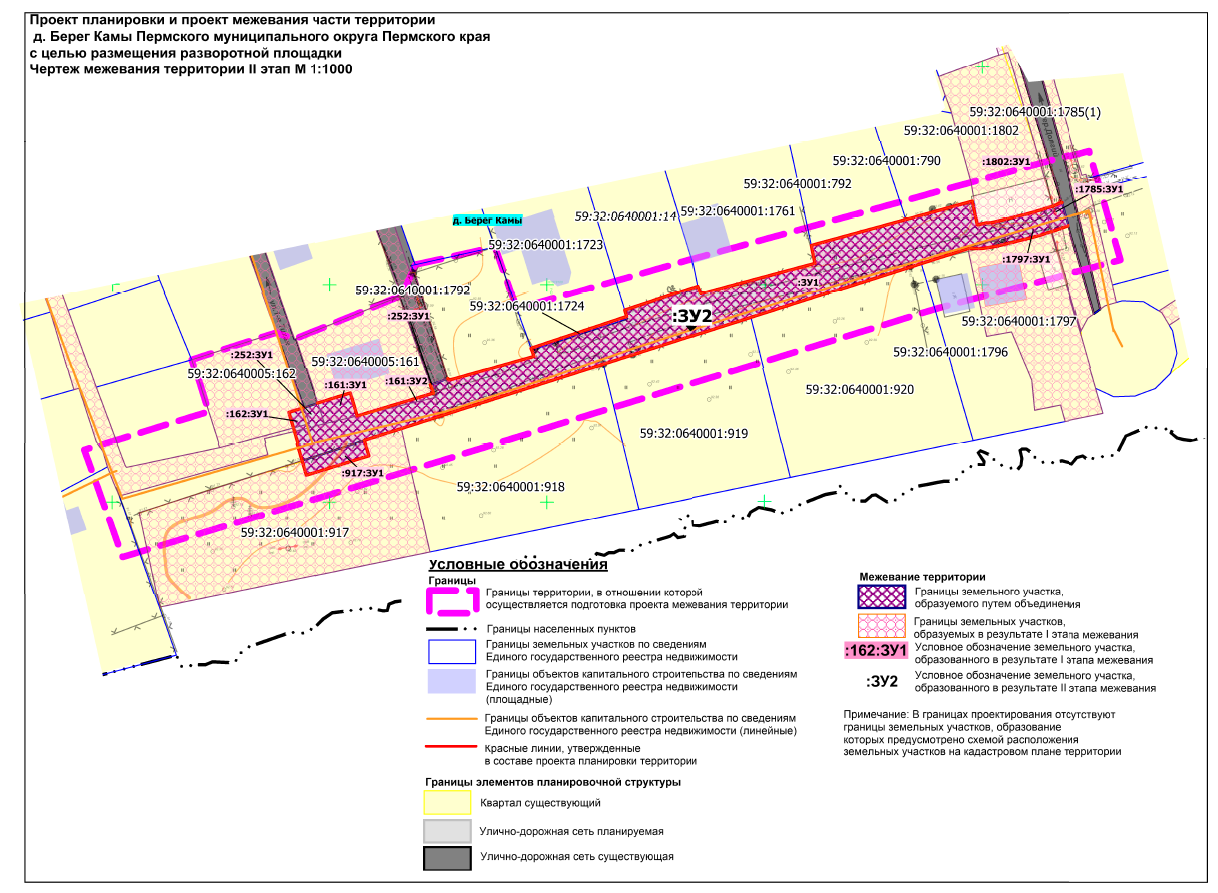 Проект планировки и проект межевания части территории
д. Берег Камы Пермского муниципального округа Пермского края
с целью размещения разворотной площадки
Чертеж межевания территории II этап М 1:1000
59:32:0640001:1785(1)
59:32:0640001:1802
59:32:0640001:790
:1802:ЗУ1
59:32:0640001:792
:1785:ЗУ1
59:32:0640001:14
59:32:0640001:1761
д. Берег Камы
59:32:0640001:1723
:1797:ЗУ1
59:32:0640001:1792
:ЗУ1
59:32:0640001:1724
:252:ЗУ1
:ЗУ2
59:32:0640001:1797
:252:ЗУ1
59:32:0640005:161
59:32:0640001:1796
59:32:0640005:162
:161:ЗУ1
:161:ЗУ2
59:32:0640001:920
:162:ЗУ1
59:32:0640001:919
:917:ЗУ1
59:32:0640001:918
59:32:0640001:917
Условные обозначения
Границы
Границы территории, в отношении которой
осуществляется подготовка проекта межевания территории
Границы населенных пунктов
Границы земельных участков по сведениям
Единого государственного реестра недвижимости
Границы объектов капитального строительства по сведениям
Единого государственного реестра недвижимости
(площадные)
Границы объектов капитального строительства по сведениям
Единого государственного реестра недвижимости (линейные)
Красные линии, утвержденные
в составе проекта планировки территории
Границы элементов планировочной структуры
Квартал существующий
Улично-дорожная сеть планируемая
Улично-дорожная сеть существующая
Межевание территории
Границы земельного участка,
образуемого путем объединения
Границы земельных участков,
образуемых в результате I этапа межевания
:162:ЗУ1
Условное обозначение земельного участка,
образованного в результате I этапа межевания
:ЗУ2
Условное обозначение земельного участка,
образованного в результате II этапа межевания
Примечание: В границах проектирования отсутствуют
границы земельных участков, образование
которых предусмотрено схемой расположения
земельных участков на кадастровом плане территории